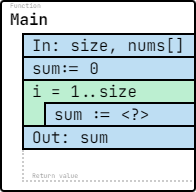 Function
Main
In: size, nums[]
sum:= 0
i = 1..size
sum := <?>
Out: sum
Return value